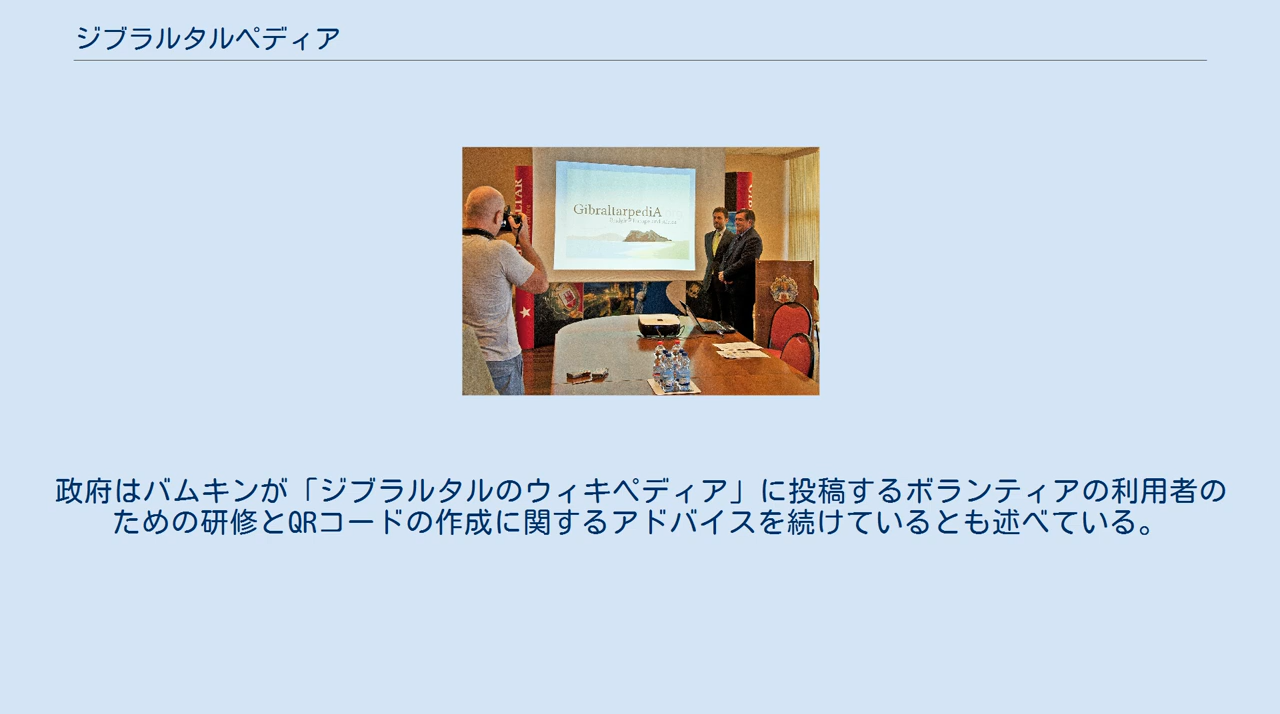 ジブラルタルペディア
GibraltarpediA
政府はバムキンが「ジブラルタルのウィキペディア」に投稿するボランティアの利用者の
ための研修とQRコードの作成に関するアドバイスを続けているとも述べている。